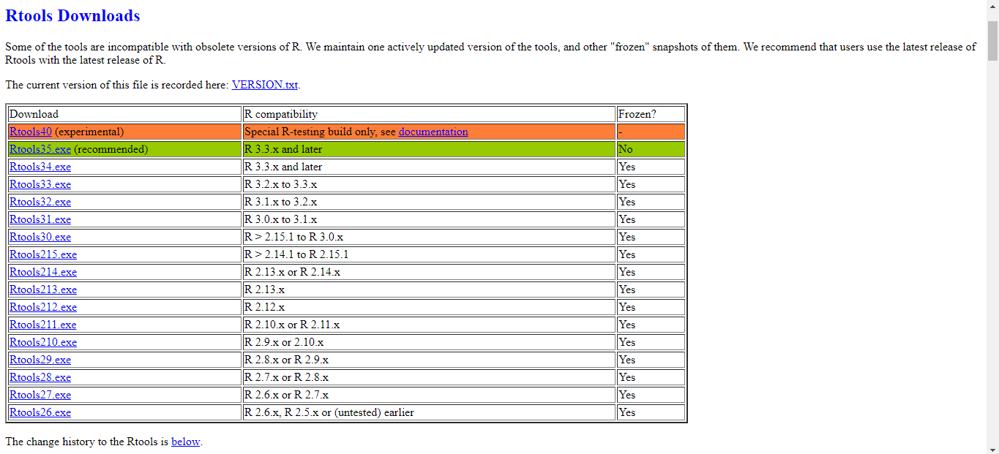 Rtools Downloads
Some of the tools are incompatible with obsolete versions of R. We maintain one actively updated version of the tools, and other "frozen" snapshots of them. We recommend that users use the latest release of
Rtools with the latest release of R.
The current version of this file is recorded here: VERSION.txt.
Download R compatibility Frozen?
Rtools40 (experimental) Special R-testing build only, see documentation -
Rtools35.exe (recommended) R 3.3.x and later No
Rtools34.exe R 3.3.x and later Yes
Rtools33.exe R 3.2.x to 3.3.x Yes
Rtools32.exe R 3.1.x to 3.2.x Yes
Rtools31.exe R 3.0.x to 3.1.x Yes
Rtools30.exe R > 2.15.1 to R 3.0.x Yes
Rtools215.exe R > 2.14.1 to R 2.15.1 Yes
Rtools214.exe R 2.13.x or R 2.14.x Yes
Rtools213.exe R 2.13.x Yes
Rtools212.exe R 2.12.x Yes
Rtools211.exe R 2.10.x or R 2.11.x Yes
Rtools210.exe R 2.9.x or 2.10.x Yes
Rtools29.exe R 2.8.x or R 2.9.x Yes
Rtools28.exe R 2.7.x or R 2.8.x Yes
Rtools27.exe R 2.6.x or R 2.7.x Yes
Rtools26.exe R 2.6.x, R 2.5.x or (untested) earlier Yes
The change history to the Rtools is below.